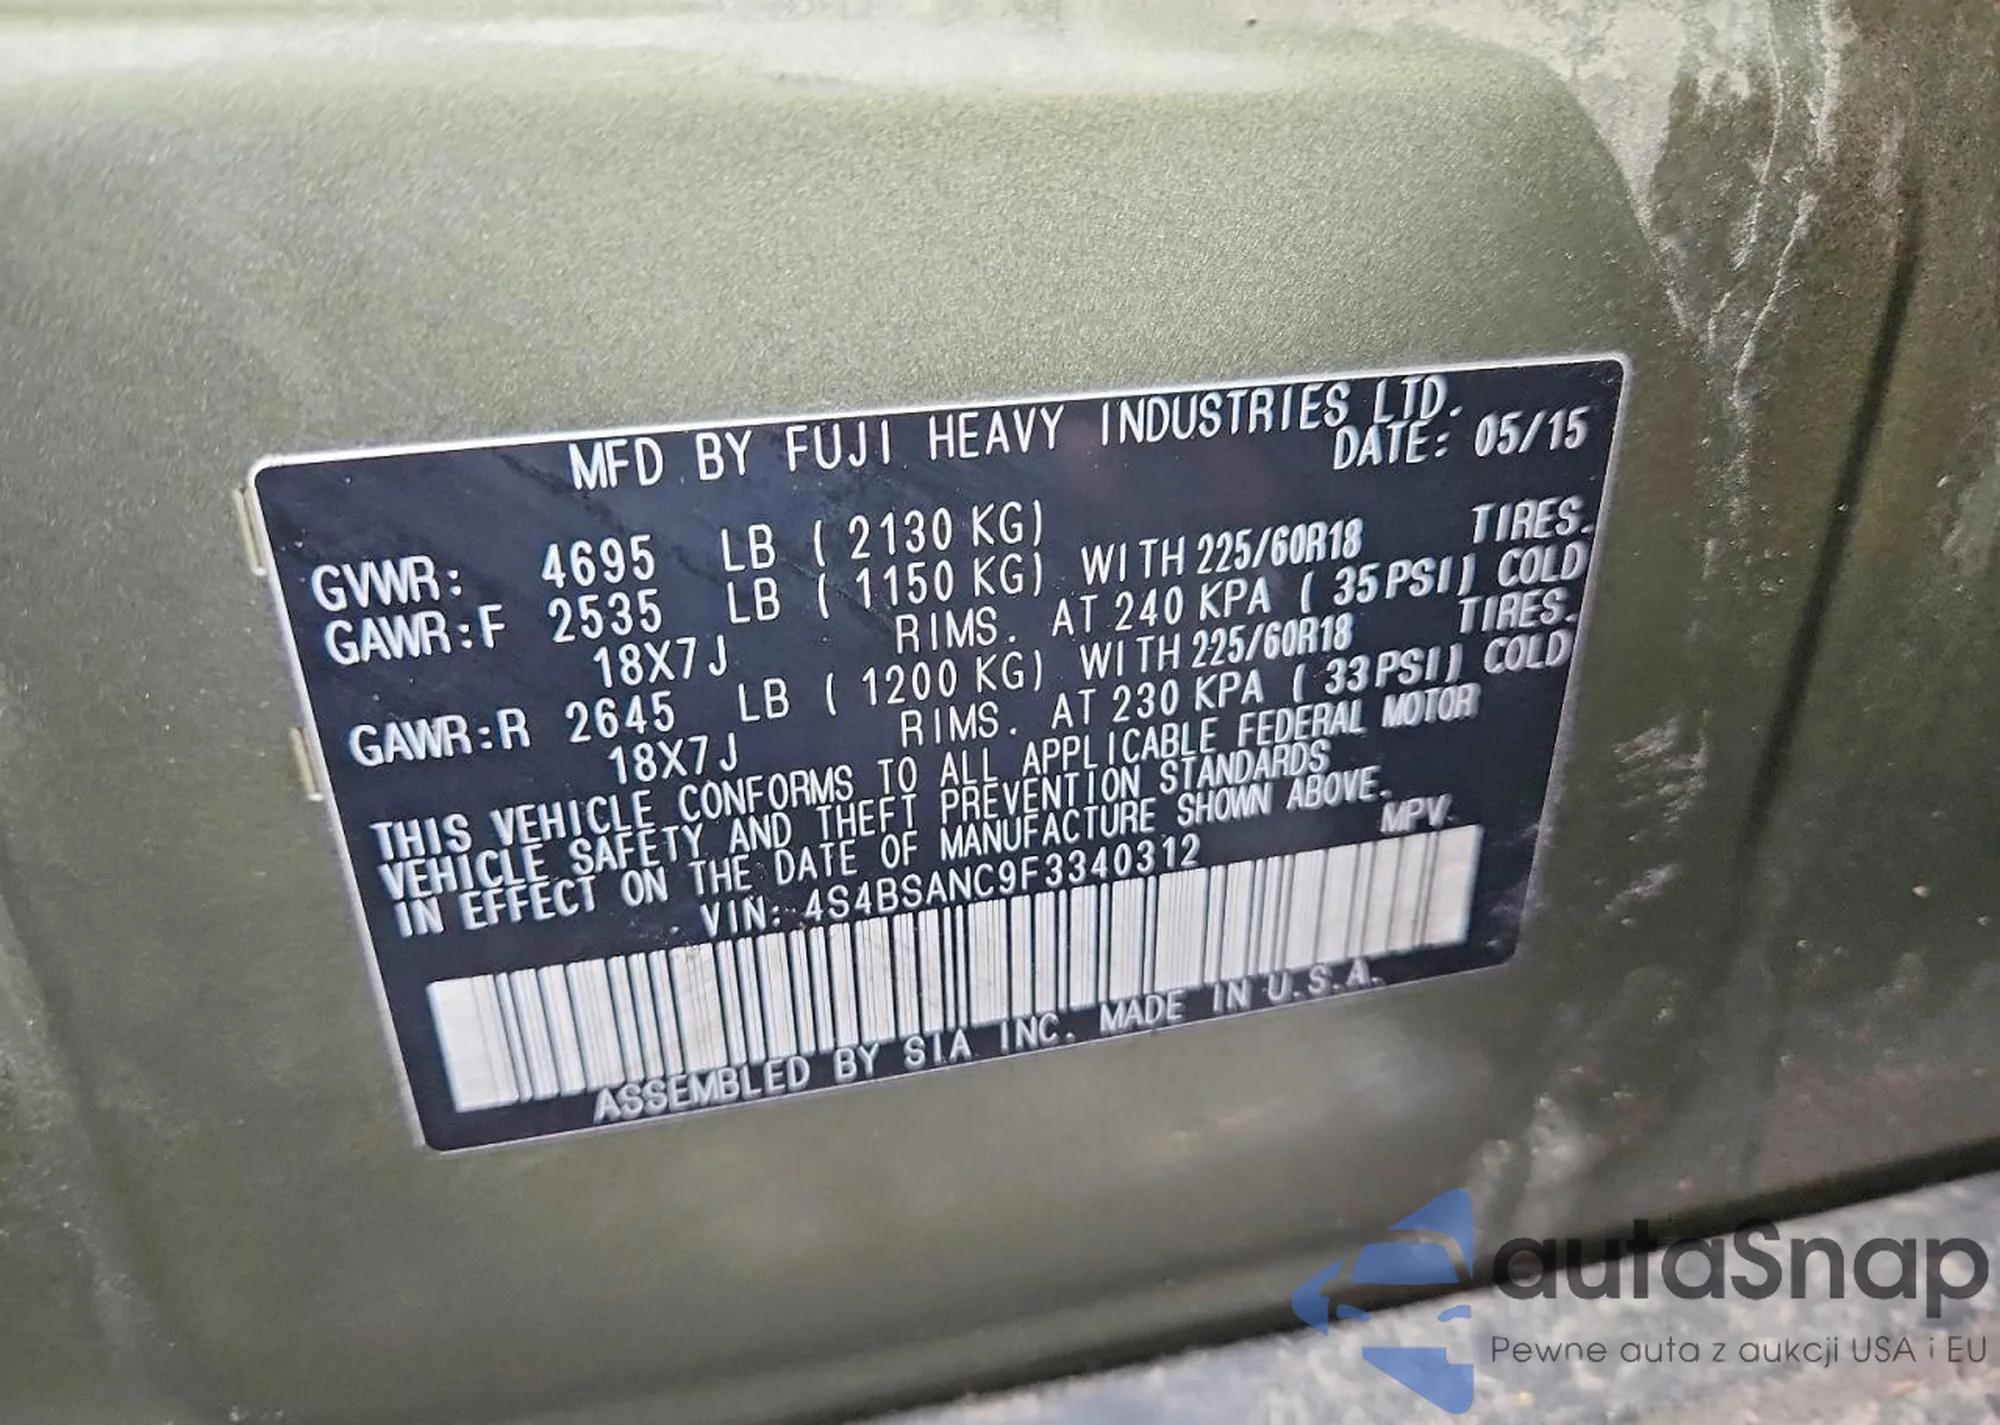 MFD BY FUJI HEAVY INDUSTRIES LTD.
DATE: 05/15
GVWR: 4695 LB ( 2130 KG)
GAWR:F 2535 LB ( 1150 KG) WITH 225/60R18 TIRES.
18X7J RIMS. AT 240 KPA ( 35PSI) COLD
GAWR:R 2645 LB ( 1200 KG) WITH 225/60R18 TIRES.
18X7J RIMS. AT 230 KPA ( 33PSI) COLD
THIS VEHICLE CONFORMS TO ALL APPLICABLE FEDERAL MOTOR
VEHICLE SAFETY AND THEFT PREVENTION STANDARDS
IN EFFECT ON THE DATE OF MANUFACTURE SHOWN ABOVE.
VIN: 4S4BSANC9F3340312 MPV
ASSEMBLED BY SIA INC. MADE IN U.S.A.
autaSnap
Pewne auta z aukcji USA i EU